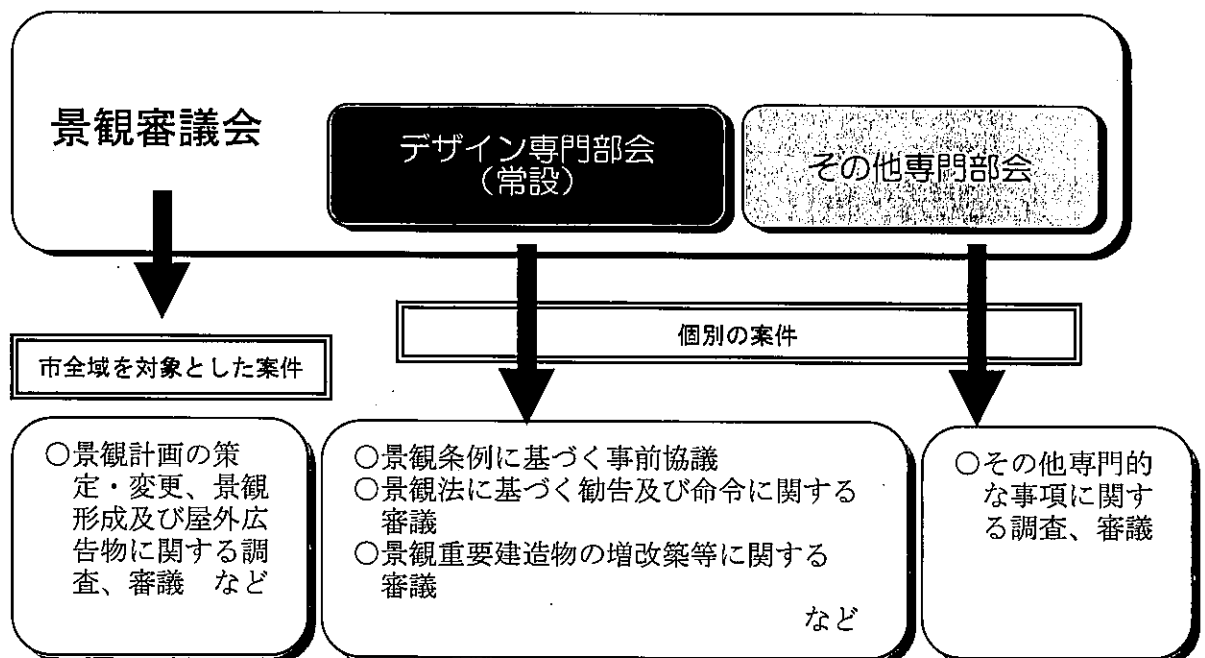 景観審議会
デザイン専門部会
（常設）
その他専門部会
市全域を対象とした案件
個別の案件
○景観計画の策
定・変更、景観
形成及び屋外広
告物に関する調
査、審議　など
○景観条例に基づく事前協議
○景観法に基づく勧告及び命令に関する
審議
○景観重要建造物の増改築等に関する
審議
など
○その他専門的
な事項に関す
る調査、審議